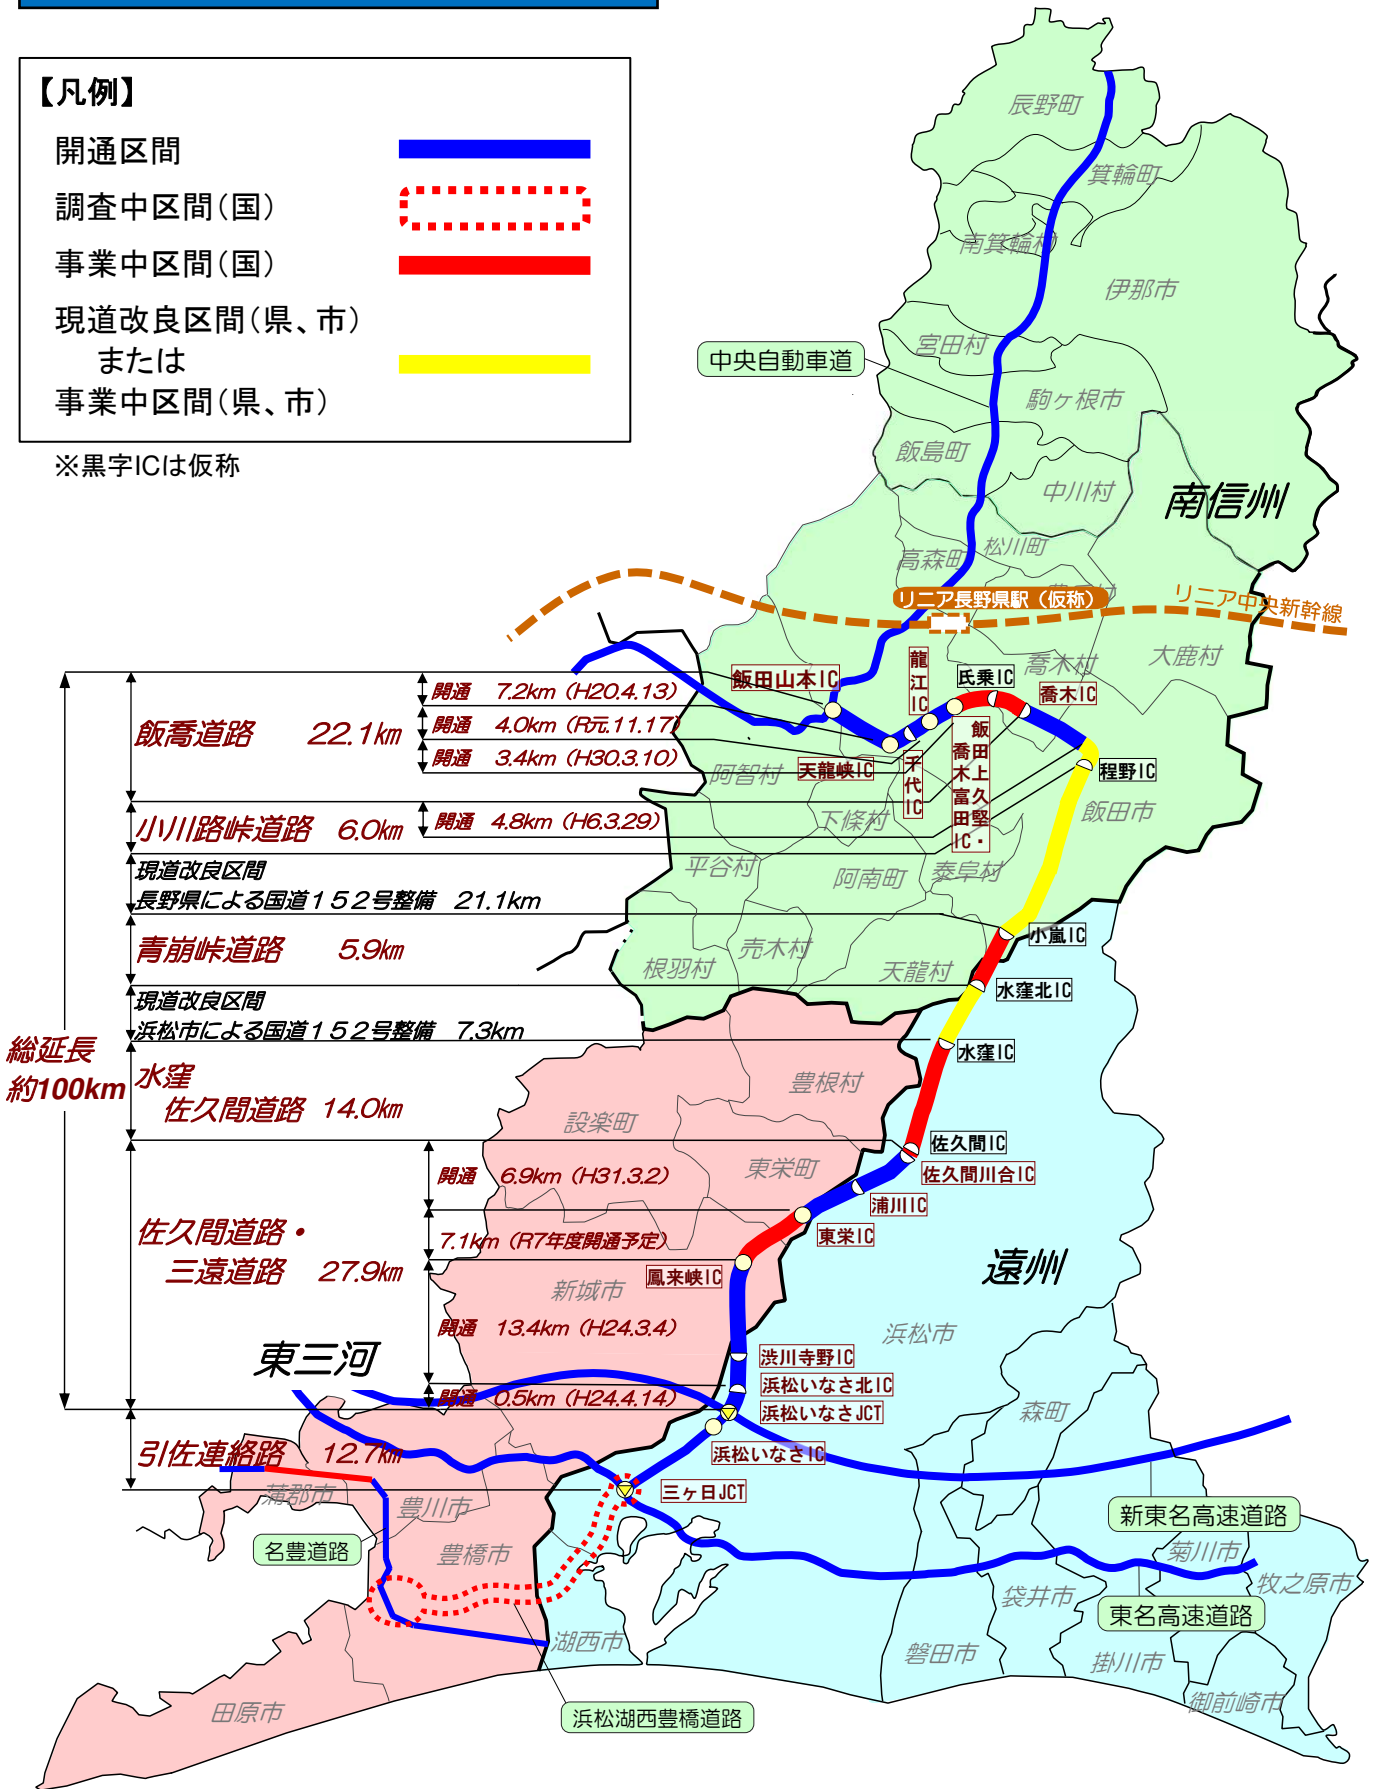 【凡例】
開通区間
調査中区間(国)
事業中区間(国)
現道改良区間(県、市)
または
事業中区間(県、市)
※黒字ICは仮称
辰野町
箕輪町
南箕輪村
伊那市
宮田村
中央自動車道
駒ヶ根市
飯島町
中川村
南信州
高森町
松川町
リニア長野県駅(仮称)
リニア中央新幹線
大鹿村
喬木村
飯田山本IC
龍江IC
氏乗IC
喬木IC
天龍峡IC
千代IC
飯田上久堅・
喬木富田IC
程野IC
阿智村
下條村
飯田市
平谷村
阿南町
泰阜村
売木村
根羽村
天龍村
小嵐IC
水窪北IC
水窪IC
飯喬道路 22.1km
開通 7.2km (H20.4.13)
開通 4.0km (R元.11.17)
開通 3.4km (H30.3.10)
小川路峠道路 6.0km
開通 4.8km (H6.3.29)
現道改良区間
長野県による国道152号整備 21.1km
青崩峠道路 5.9km
現道改良区間
浜松市による国道152号整備 7.3km
総延長
約100km
水窪
佐久間道路 14.0km
豊根村
設楽町
東栄町
佐久間IC
佐久間川合IC
浦川IC
東栄IC
開通 6.9km (H31.3.2)
7.1km (R7年度開通予定)
佐久間道路・
三遠道路 27.9km
鳳来峡IC
新城市
遠州
浜松市
開通 13.4km (H24.3.4)
東三河
渋川寺野IC
浜松いなさ北IC
浜松いなさJCT
開通 0.5km (H24.4.14)
浜松いなさIC
引佐連絡路 12.7km
三ヶ日JCT
森町
蒲郡市
豊川市
名豊道路
豊橋市
新東名高速道路
菊川市
牧之原市
袋井市
東名高速道路
湖西市
磐田市
掛川市
御前崎市
田原市
浜松湖西豊橋道路